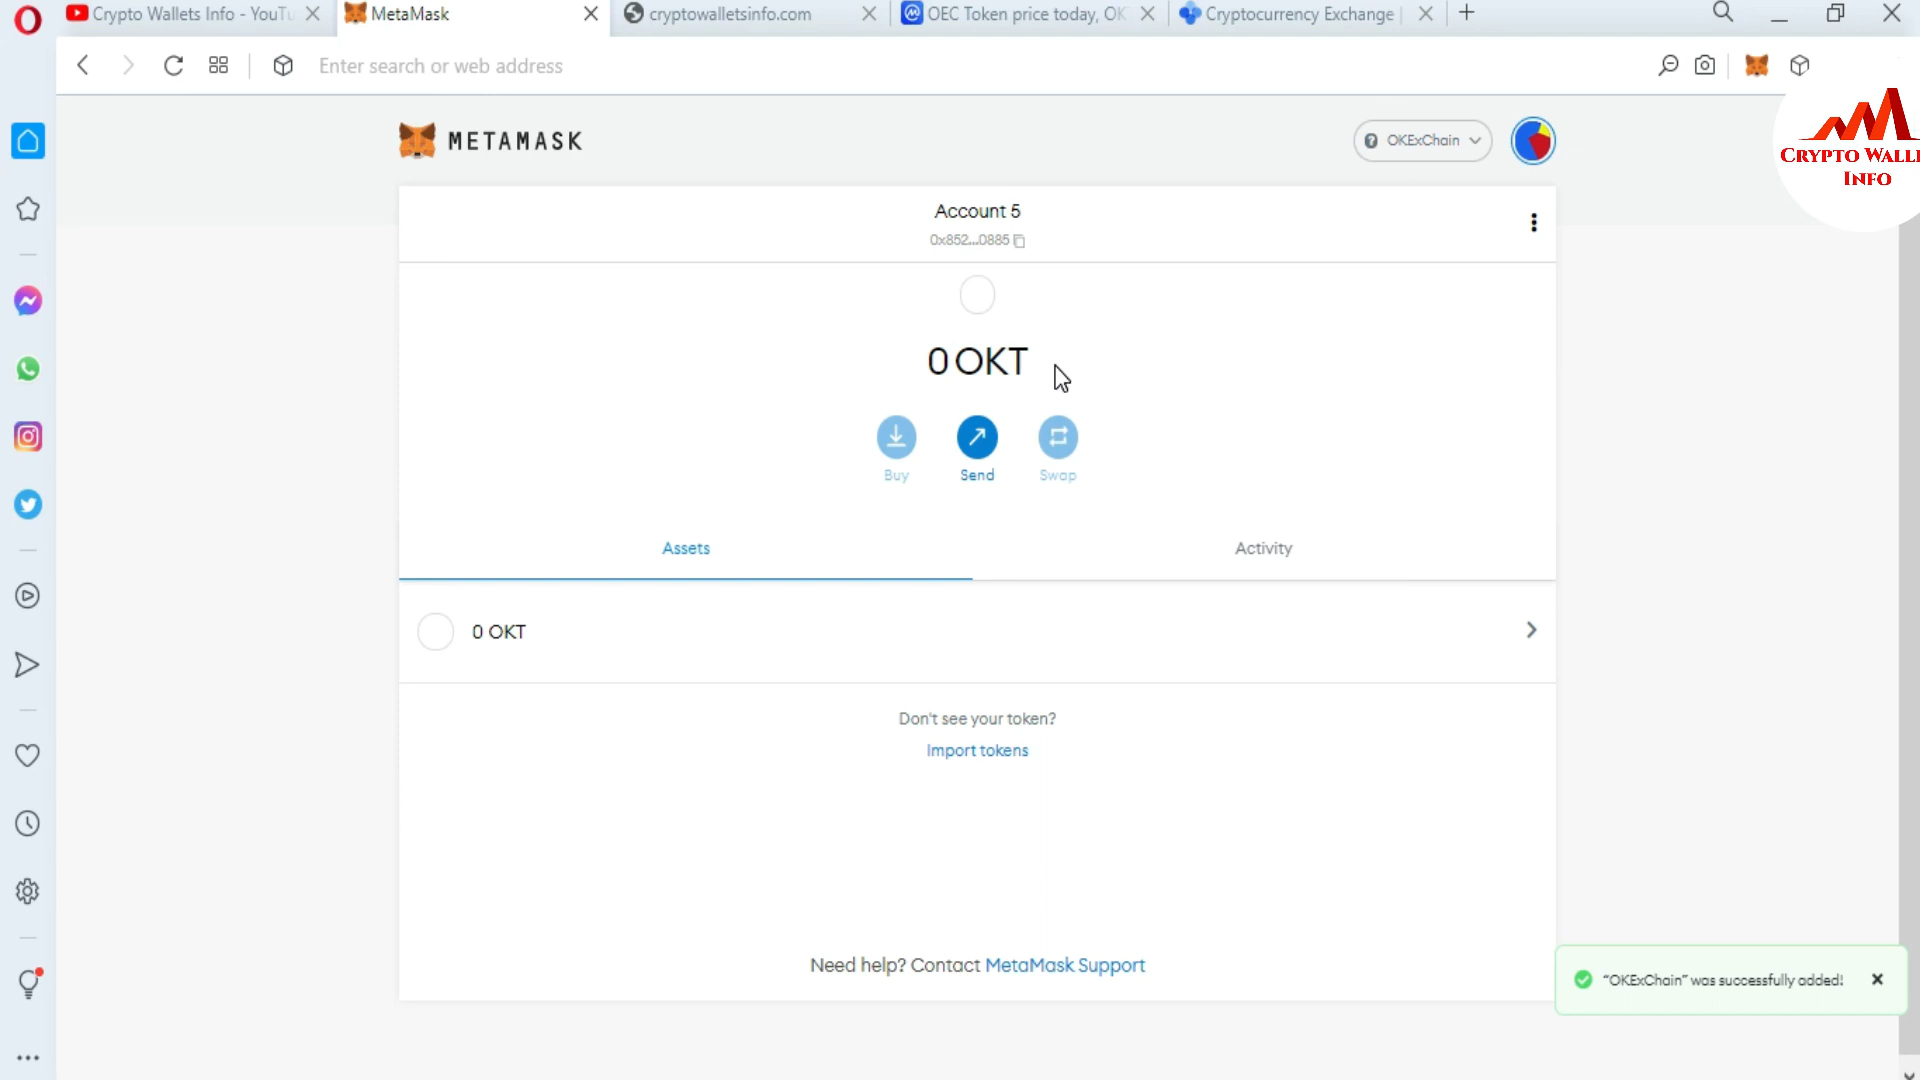 Crypto Wallets Info - YouTu
MetaMask
cryptowalletsinfo.com
OEC Token price today, OK
Cryptocurrency Exchange |
Enter search or web address
METAMASK
OKExChain
CRYPTO WALLE
INFO
Account 5
0x852...0885
0 OKT
Buy
Send
Swap
Assets
Activity
0 OKT
Don't see your token?
Import tokens
Need help? Contact MetaMask Support
“OKExChain” was successfully added!